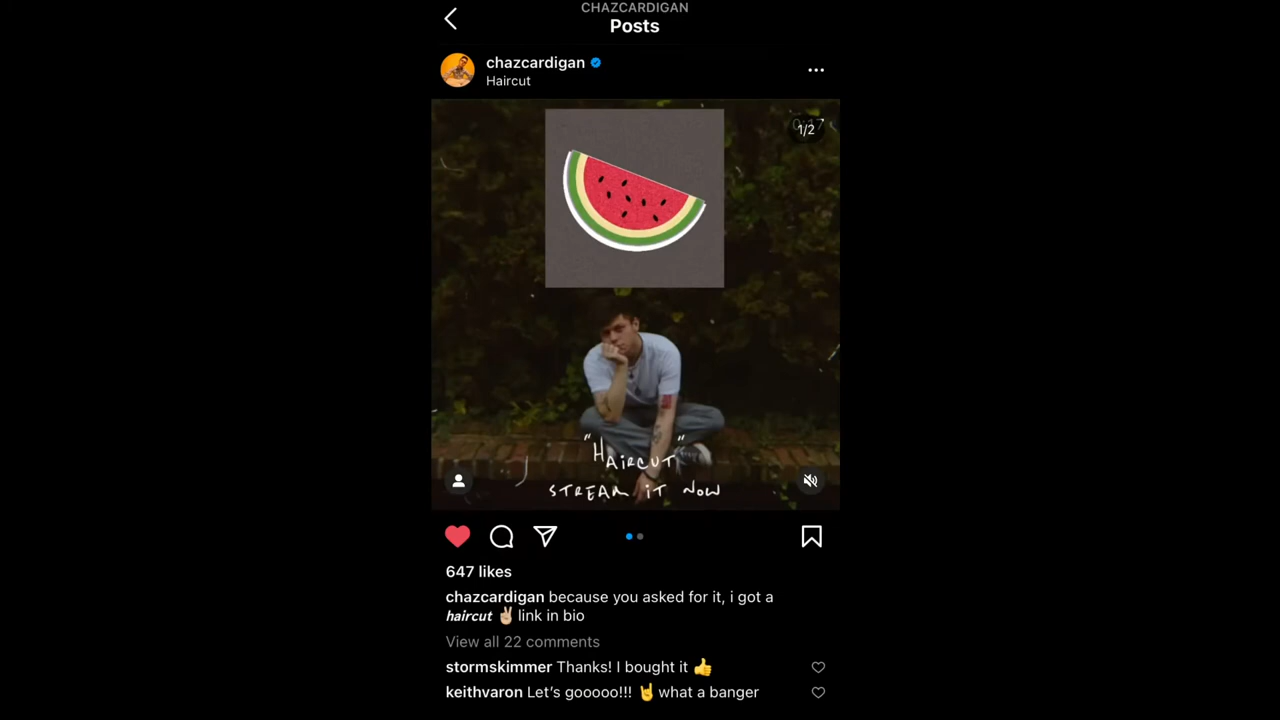 CHAZCARDIGAN
Posts
chazcardigan
Haircut
1/2
"HAIRCUT"
STREAM IT NOW
647 likes
chazcardigan because you asked for it, i got a
haircut ✌🏼 link in bio
View all 22 comments
stormskimmer Thanks! I bought it 👍
keithvaron Let's gooooo!!! 🤘 what a banger